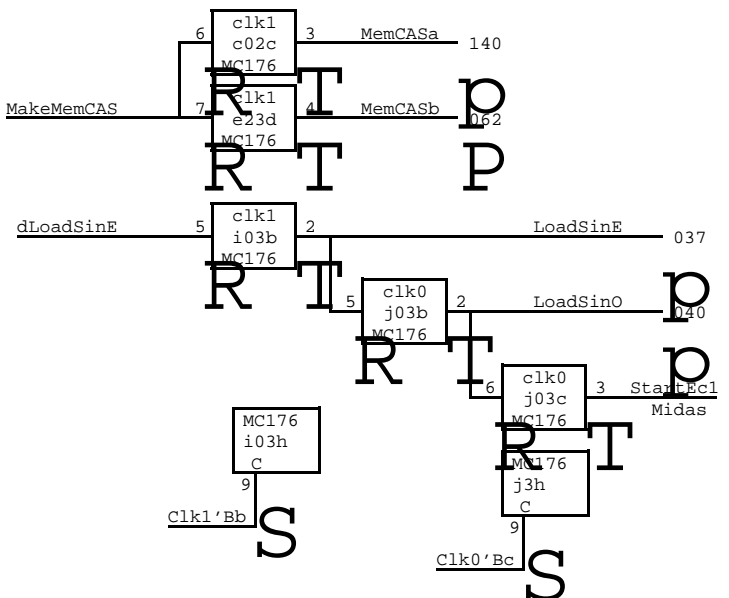 clk1
6 c02c 3 MemCASa 140
MC176
R T p
clk1
MakeMemCAS 7 e23d 4 MemCASb 062
MC176
R T P
clk1
dLoadSinE 5 i03b 2 LoadSinE 037
MC176
R T p
clk0
5 j03b 2 LoadSinO 040
MC176
R T p
clk0
6 j03c 3 StartEc1
MC176 Midas
R T
MC176
i03h
C
9
Clk1'Bb S
MC176
j3h
C
9
Clk0'Bc S